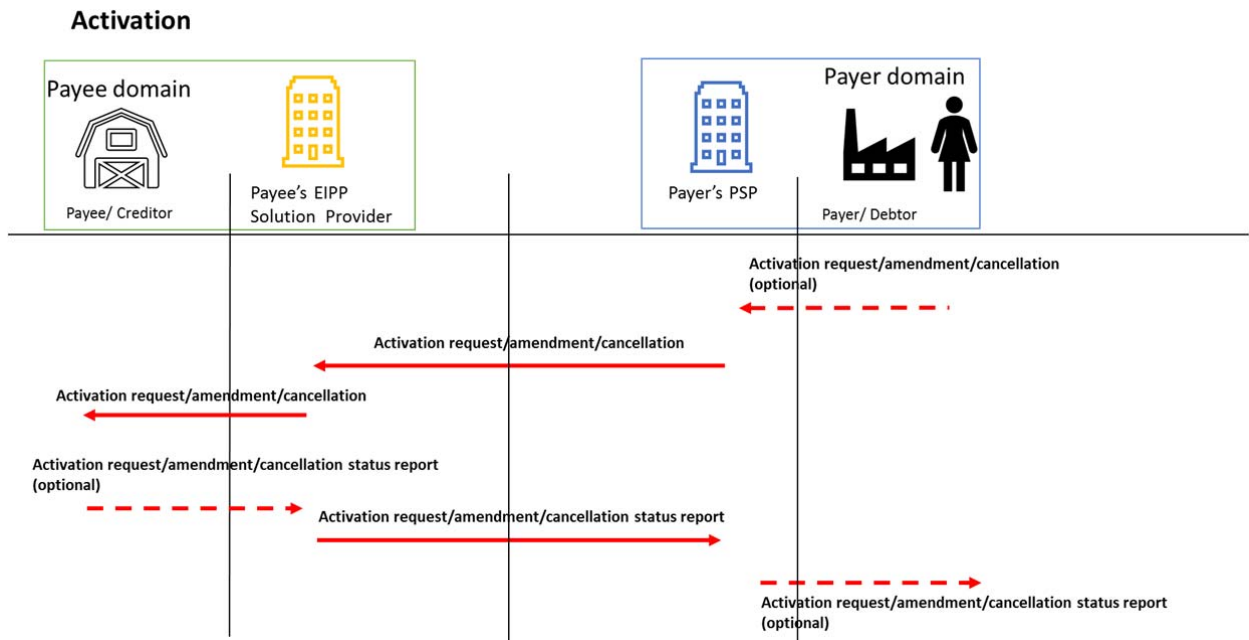 Activation
Payee domain
Payer domain
Payee/ Creditor
Payee’s EIPP
Solution Provider
Payer’s PSP
Payer/ Debtor
Activation request/amendment/cancellation
(optional)
Activation request/amendment/cancellation
Activation request/amendment/cancellation
Activation request/amendment/cancellation status report
(optional)
Activation request/amendment/cancellation status report
Activation request/amendment/cancellation status report
(optional)